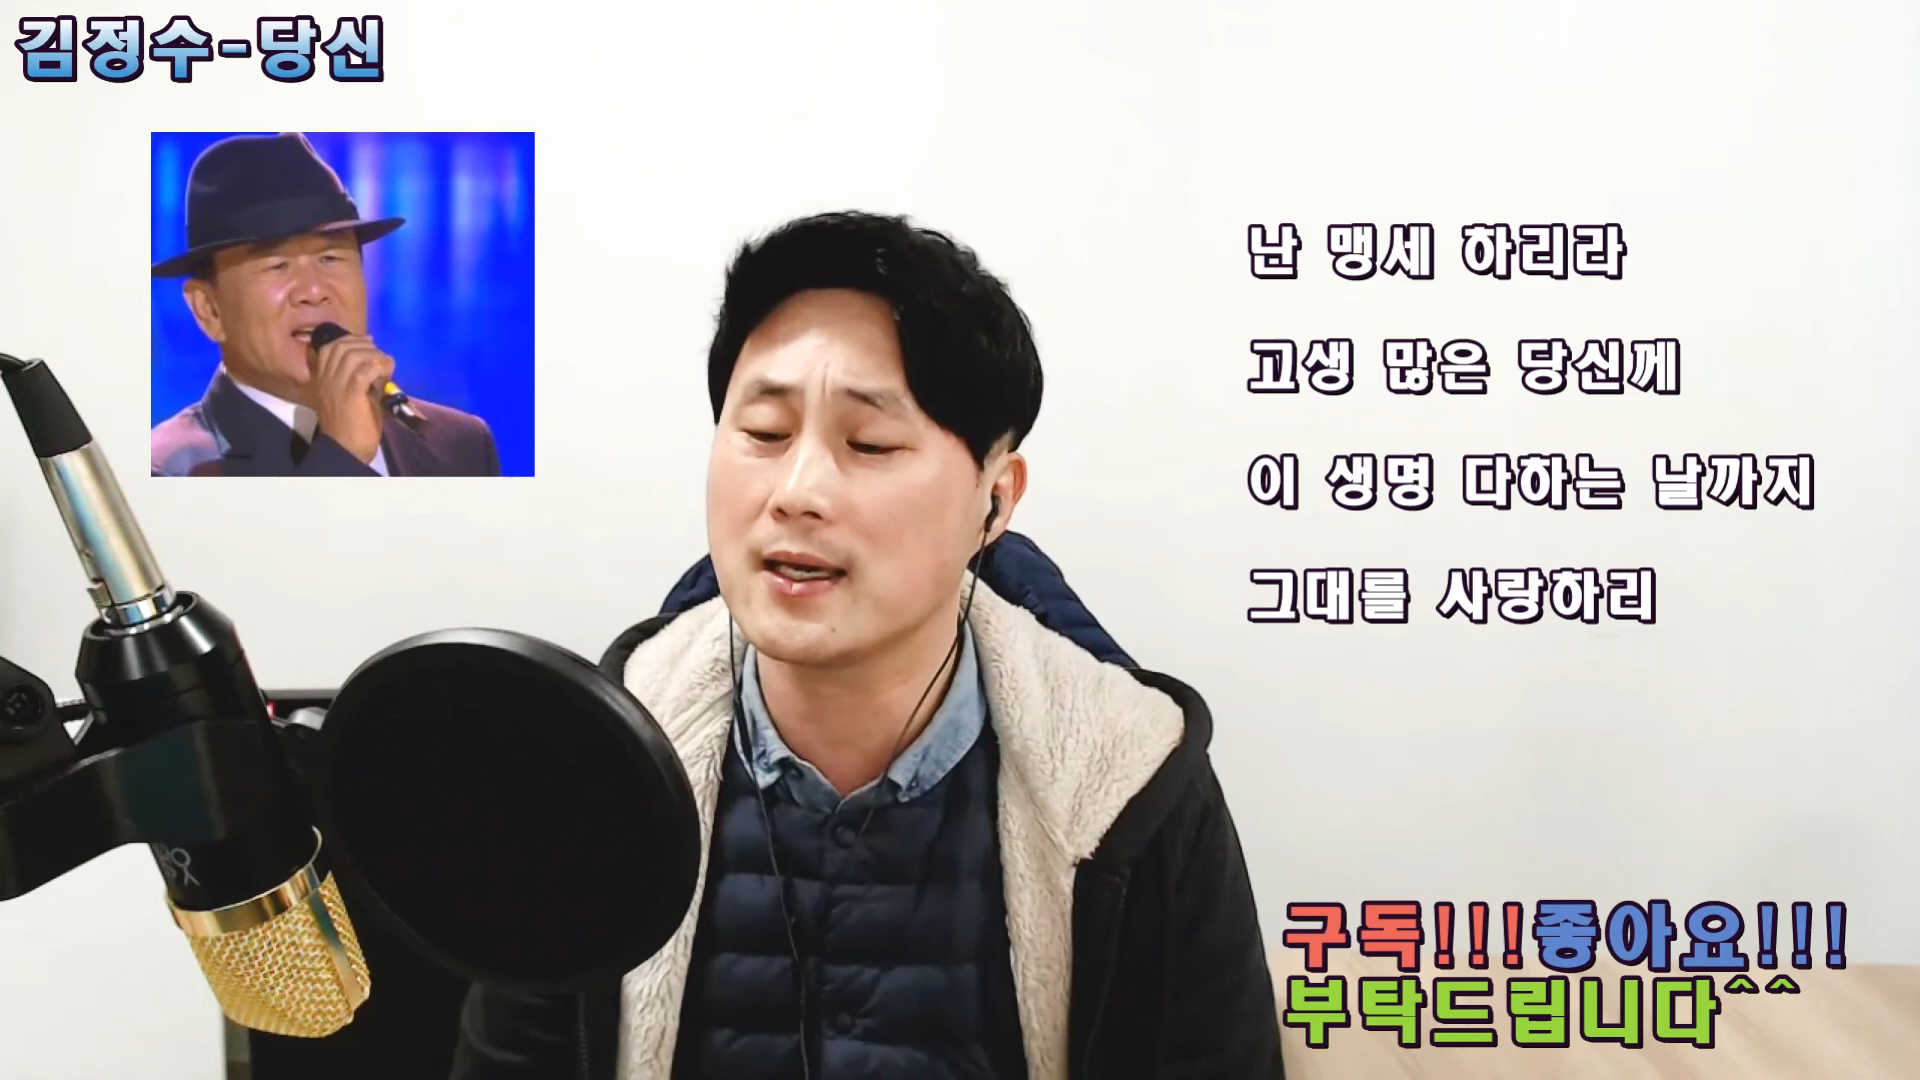 김정수-당신
난 맹세 하리라
고생 많은 당신께
이 생명 다하는 날까지
그대를 사랑하리
구독!!!좋아요!!!
부탁드립니다^^